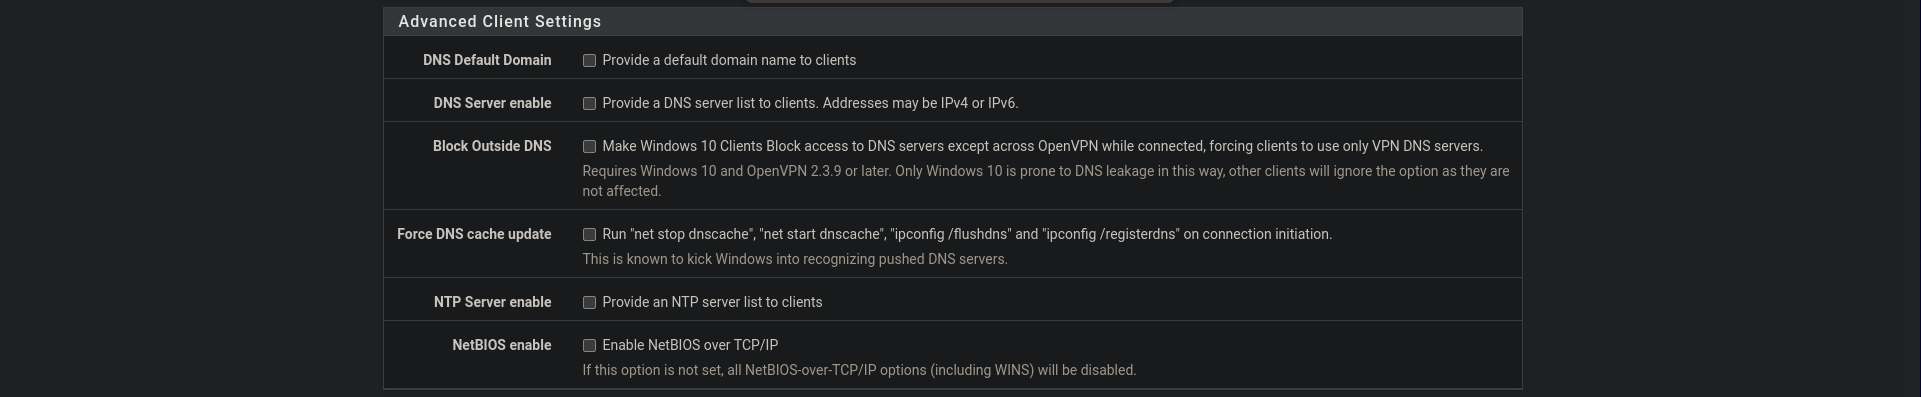 Advanced Client Settings
DNS Default Domain Provide a default domain name to clients
DNS Server enable Provide a DNS server list to clients. Addresses may be IPv4 or IPv6.
Block Outside DNS Make Windows 10 Clients Block access to DNS servers except across OpenVPN while connected, forcing clients to use only VPN DNS servers.
Requires Windows 10 and OpenVPN 2.3.9 or later. Only Windows 10 is prone to DNS leakage in this way, other clients will ignore the option as they are
not affected.
Force DNS cache update Run "net stop dnscache", "net start dnscache", "ipconfig /flushdns" and "ipconfig /registerdns" on connection initiation.
This is known to kick Windows into recognizing pushed DNS servers.
NTP Server enable Provide an NTP server list to clients
NetBIOS enable Enable NetBIOS over TCP/IP
If this option is not set, all NetBIOS-over-TCP/IP options (including WINS) will be disabled.